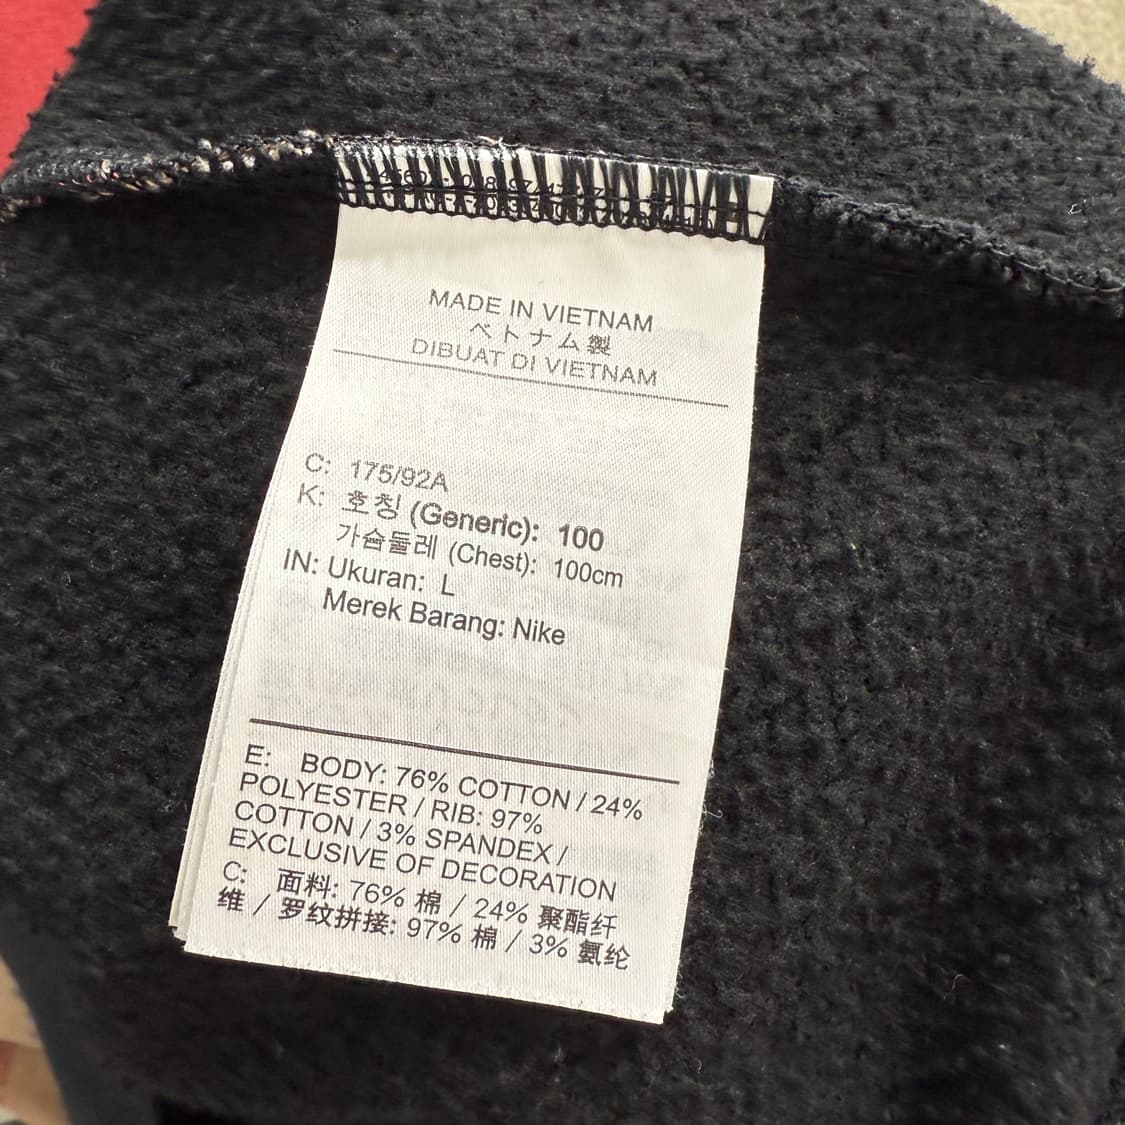 MADE IN VIETNAM
ベトナム製
DIBUAT DI VIETNAM
C: 175/92A
K: 호칭 (Generic): 100
가슴둘레 (Chest): 100cm
IN: Ukuran: L
Merek Barang: Nike
E: BODY: 76% COTTON / 24%
POLYESTER / RIB: 97%
COTTON / 3% SPANDEX /
EXCLUSIVE OF DECORATION
C: 面料: 76% 棉 / 24% 聚酯纤
维 / 罗纹拼接: 97% 棉 / 3% 氨纶